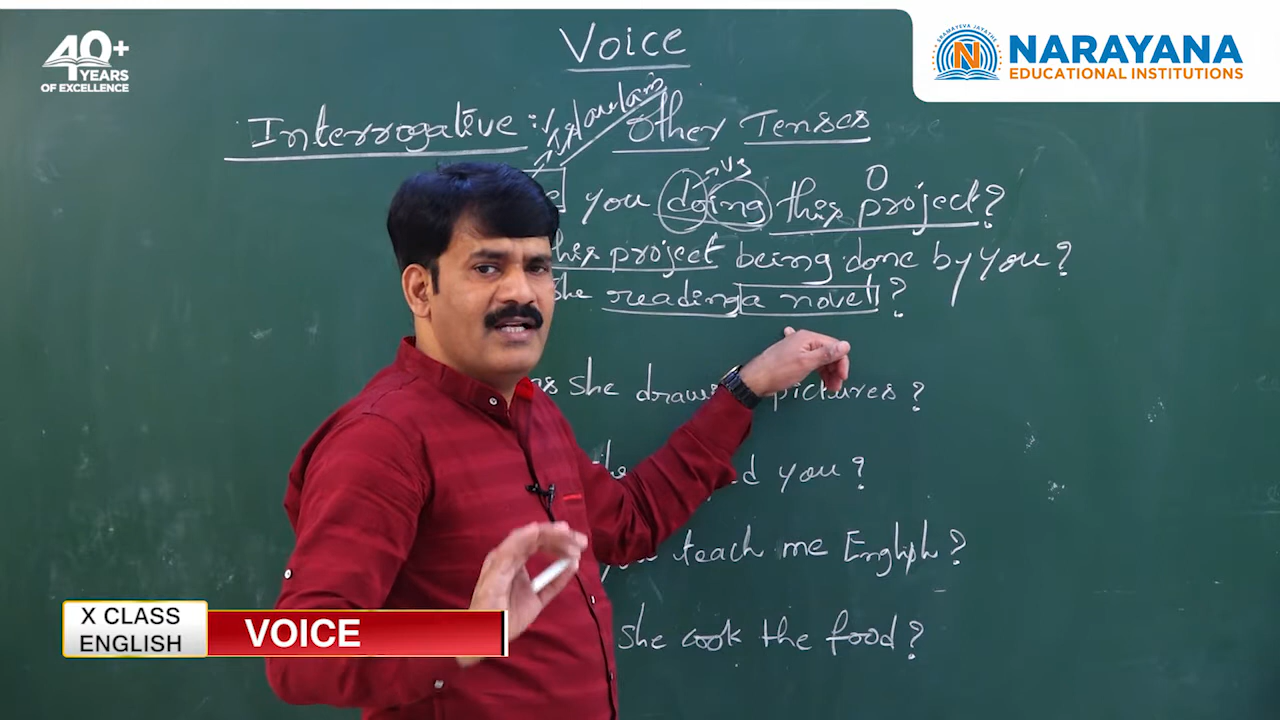 40+
YEARS
OF EXCELLENCE
NARAYANA
EDUCATIONAL INSTITUTIONS
Voice
Interrogative : Other Tenses
you doing this project?
V3
O
this project being done by you?
she reading a novel?
she draw pictures?
you?
teach me English?
she cook the food?
X CLASS
ENGLISH
VOICE